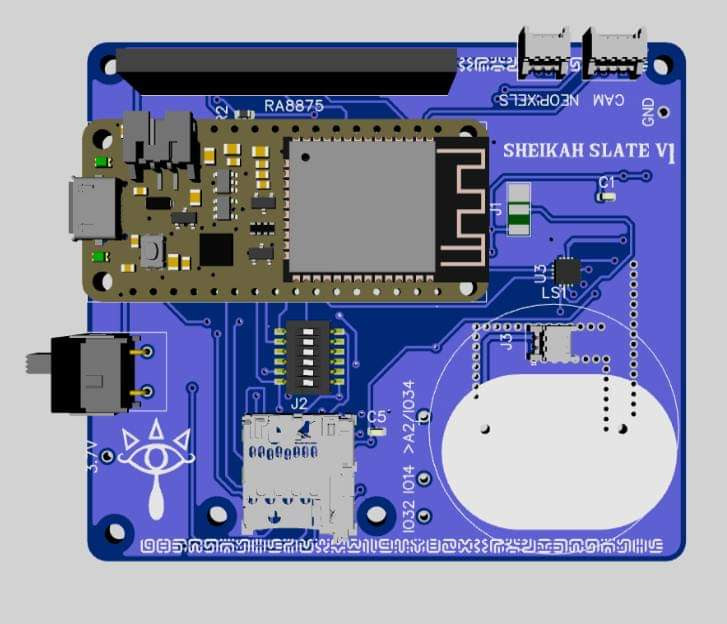 RA8875
NEOPIXELS
CAM
GND
SHEIKAH SLATE V1
C1
J1
U3
LS1
J3
J2
C5
3.7V
IO32 IO14 >A2/IO34